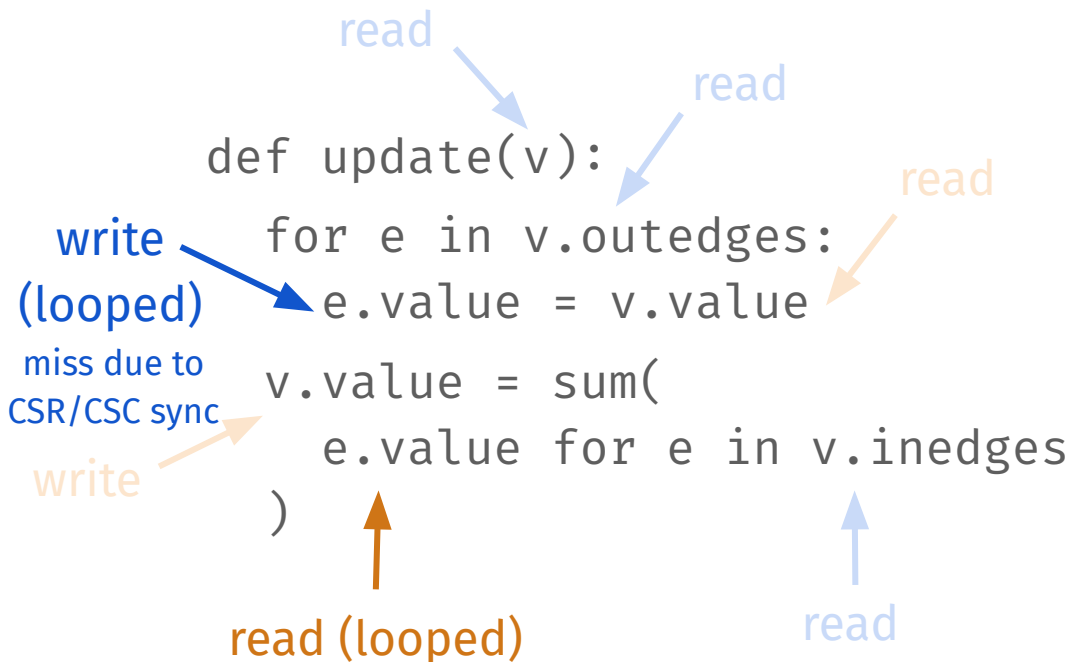 read
read
def update(v):
read
write
(looped)
miss due to
CSR/CSC sync
for e in v.outedges:
e.value = v.value
v.value = sum(
e.value for e in v.inedges
)
write
read (looped)
read